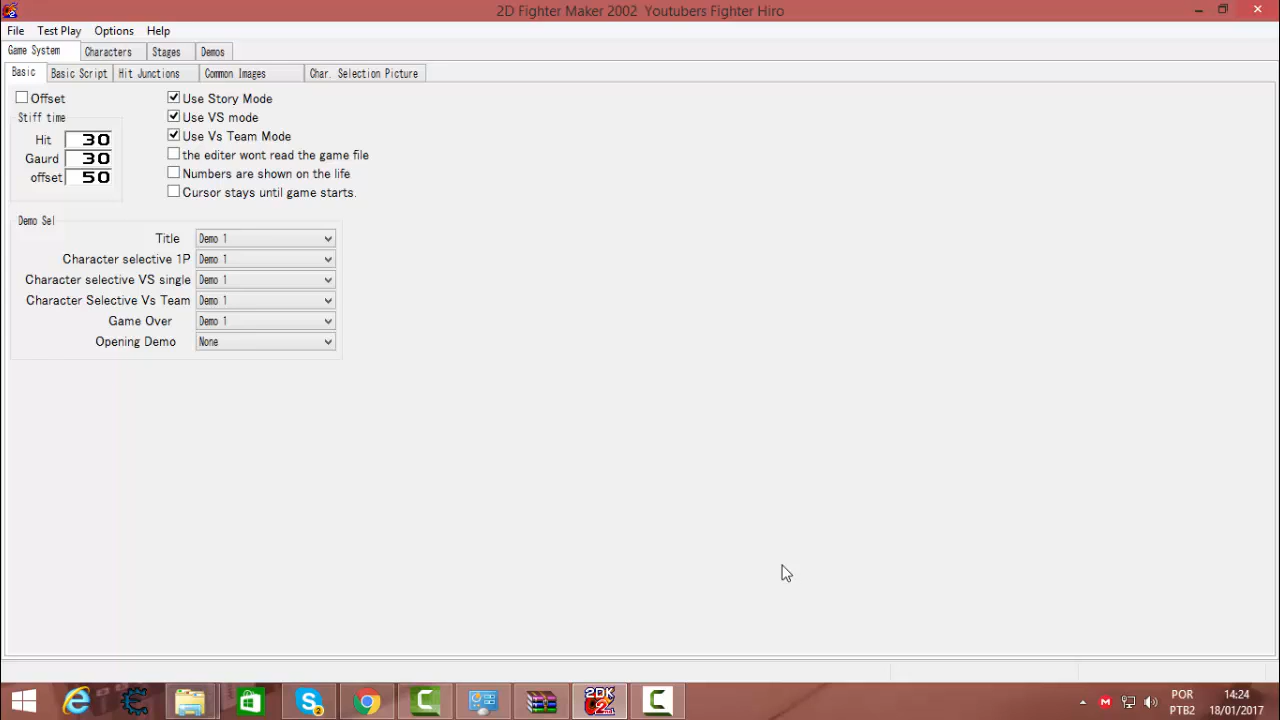 2D Fighter Maker 2002 Youtubers Fighter Hiro
File Test Play Options Help
Game System Characters Stages Demos
Basic Basic Script Hit Junctions Common Images Char. Selection Picture
Offset
Stiff time
Hit 30
Gaurd 30
offset 50
Use Story Mode
Use VS mode
Use Vs Team Mode
the editer wont read the game file
Numbers are shown on the life
Cursor stays until game starts.
Demo Sel
Title Demo 1
Character selective 1P Demo 1
Character selective VS single Demo 1
Character Selective Vs Team Demo 1
Game Over Demo 1
Opening Demo None
2DK
POR 14:24
PTB2 18/01/2017